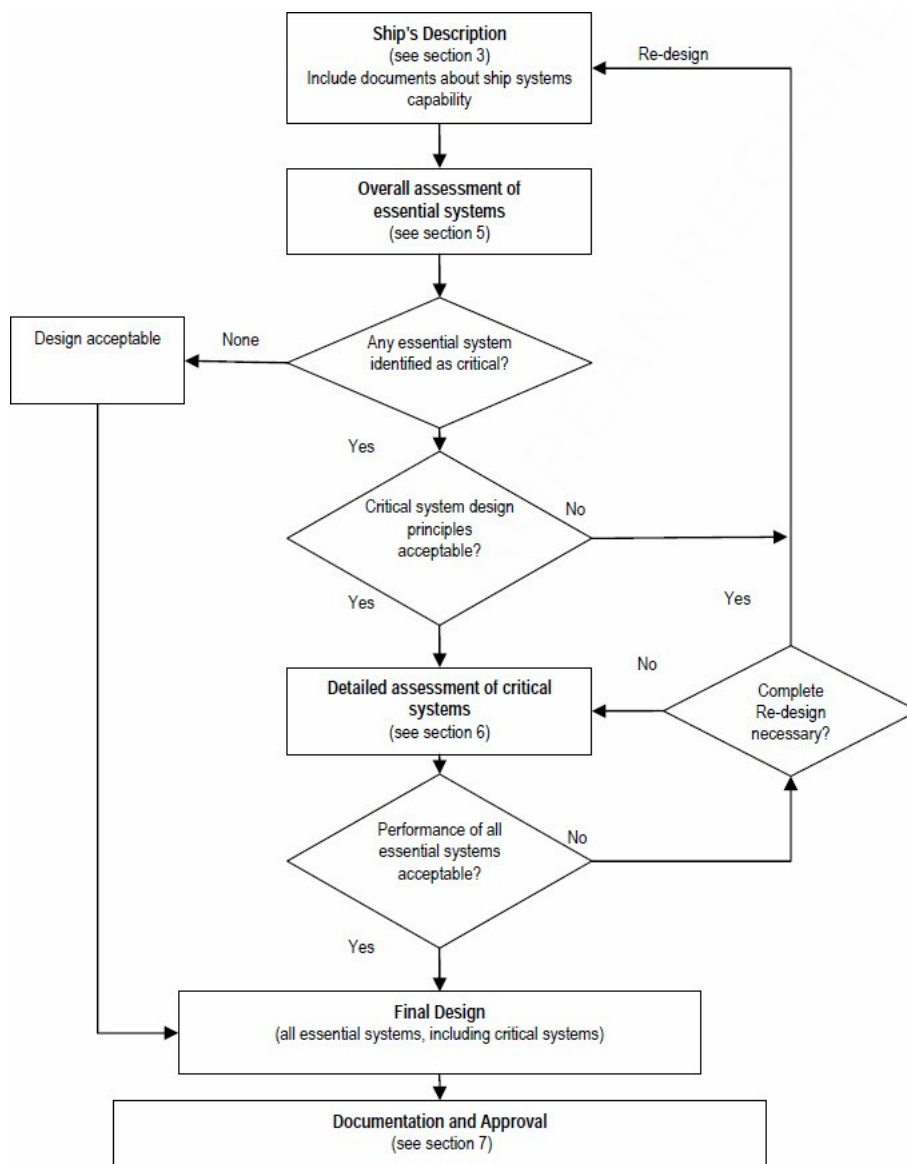 Ship's Description
(see section 3)
Include documents about ship systems
capability
Re-design
Overall assessment of
essential systems
(see section 5)
Design acceptable
None
Any essential system
identified as critical?
Yes
Critical system design
principles
acceptable?
No
Yes
Yes
Detailed assessment of critical
systems
(see section 6)
No
Complete
Re-design
necessary?
Performance of all
essential systems
acceptable?
No
Yes
Final Design
(all essential systems, including critical systems)
Documentation and Approval
(see section 7)